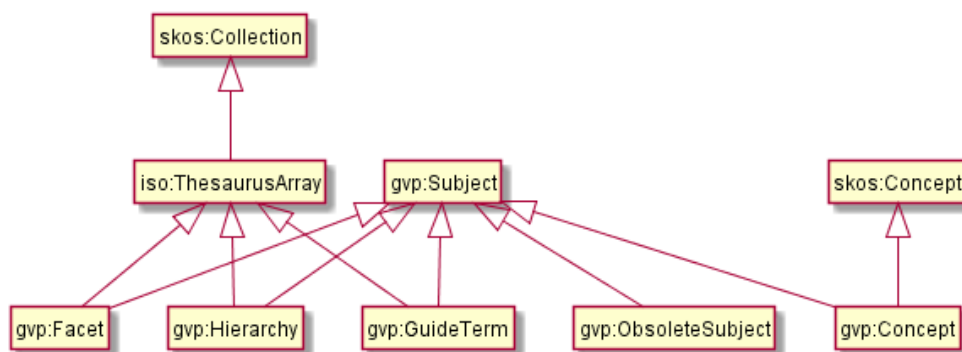 skos:Collection
iso:ThesaurusArray
gvp:Subject
skos:Concept
gvp:Facet
gvp:Hierarchy
gvp:GuideTerm
gvp:ObsoleteSubject
gvp:Concept